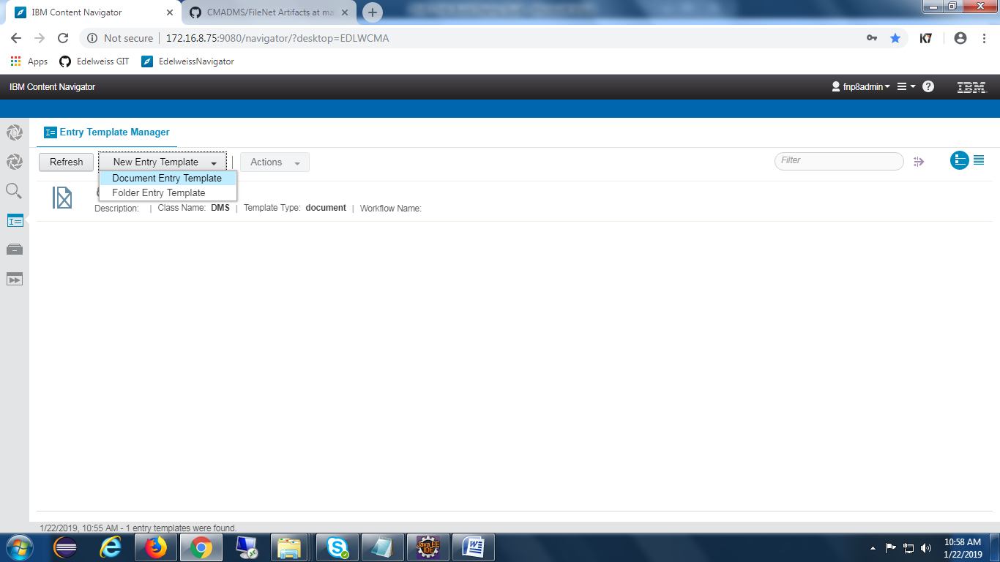 IBM Content Navigator
CMADMS/FileNet Artifacts at ma
Not secure | 172.16.8.75:9080/navigator/?desktop=EDLWCMA
Apps Edelweiss GIT EdelweissNavigator
IBM Content Navigator fnp8admin ? IBM
Entry Template Manager
Refresh New Entry Template Actions Filter
Document Entry Template
Folder Entry Template
Description: | Class Name: DMS | Template Type: document | Workflow Name:
1/22/2019, 10:55 AM - 1 entry templates were found.
Java EE IDE
10:58 AM
1/22/2019